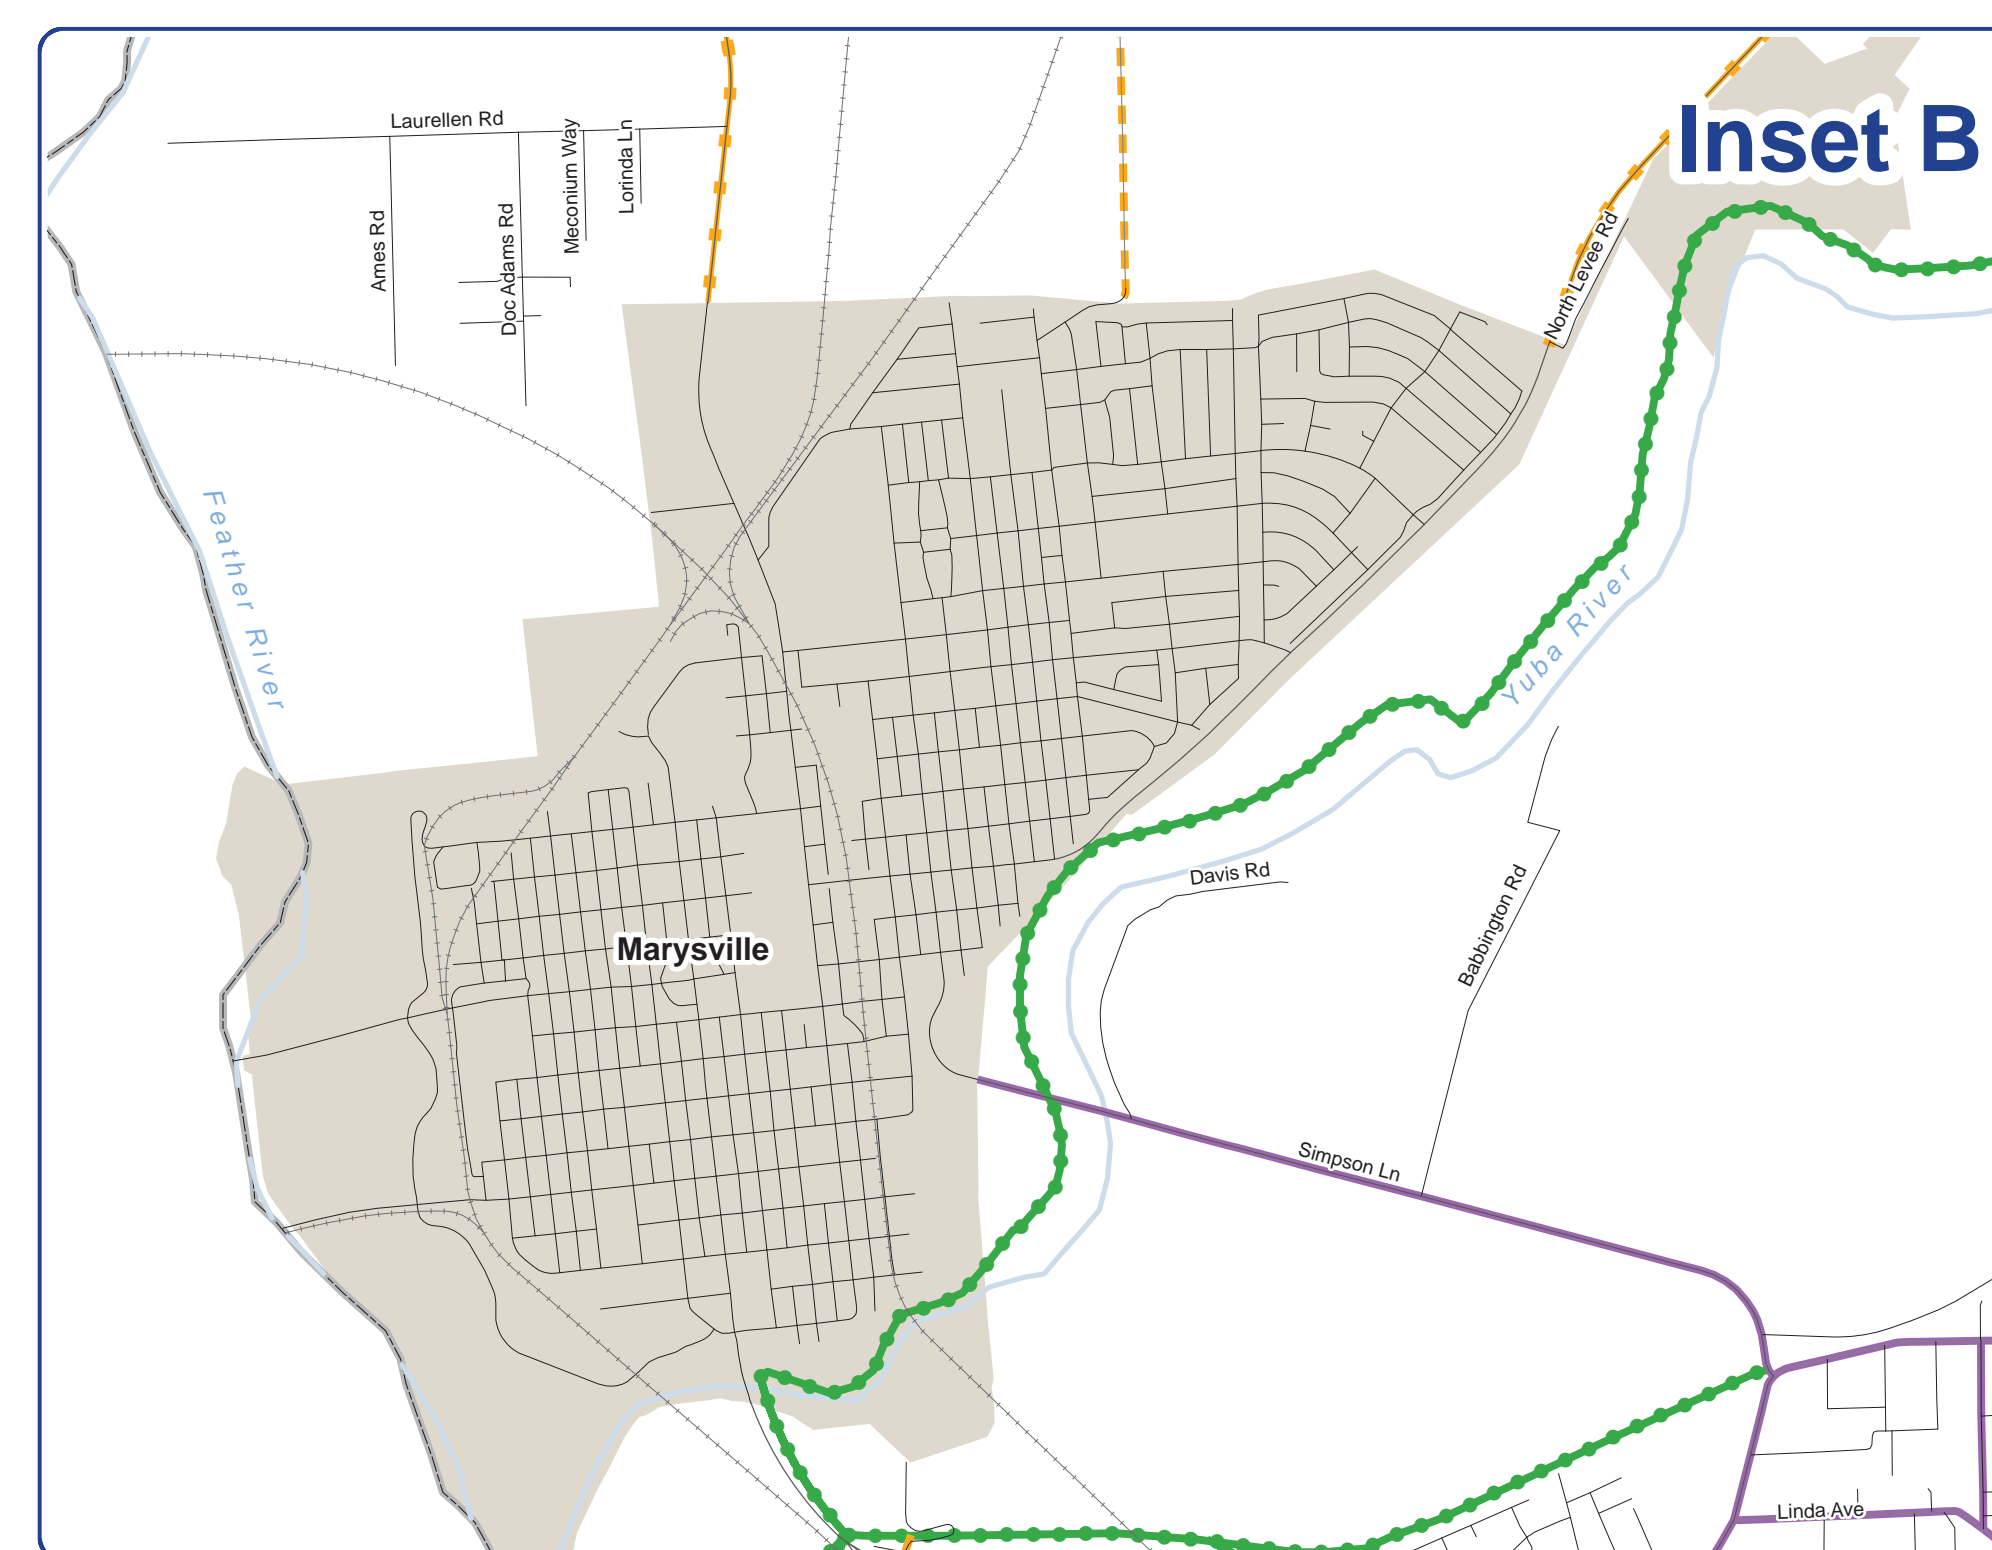 Inset B
Laurellen Rd
Ames Rd
Doc Adams Rd
Meconium Way
Lorinda Ln
North Levee Rd
Feather River
Yuba River
Davis Rd
Babbington Rd
Marysville
Simpson Ln
Linda Ave